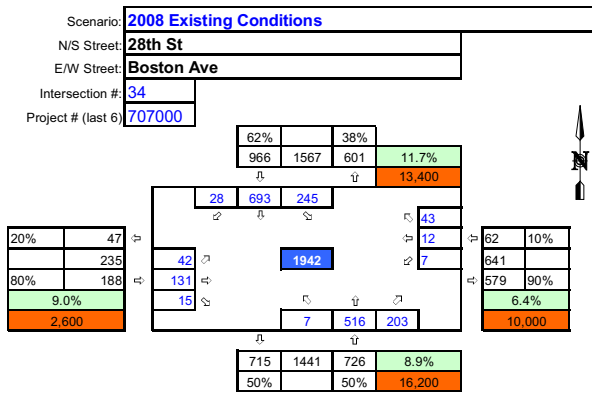 Scenario: 2008 Existing Conditions
N/S Street: 28th St
E/W Street: Boston Ave
Intersection #: 34
Project # (last 6) 707000
N
62% 38%
966 1567 601 11.7%
⇩ ⇧ 13,400
28 693 245
⬃ ⇩ ⬂
⬁ 43
20% 47 ⇦ ⇦ 12 ⇦ 62 10%
235 42 ⬀ 1942 ⬃ 7 641
80% 188 ⇨ 131 ⇨ ⇨ 579 90%
9.0% 15 ⬂ ⬁ ⇧ ⬀ 6.4%
2,600 7 516 203 10,000
⇩ ⇧
715 1441 726 8.9%
50% 50% 16,200